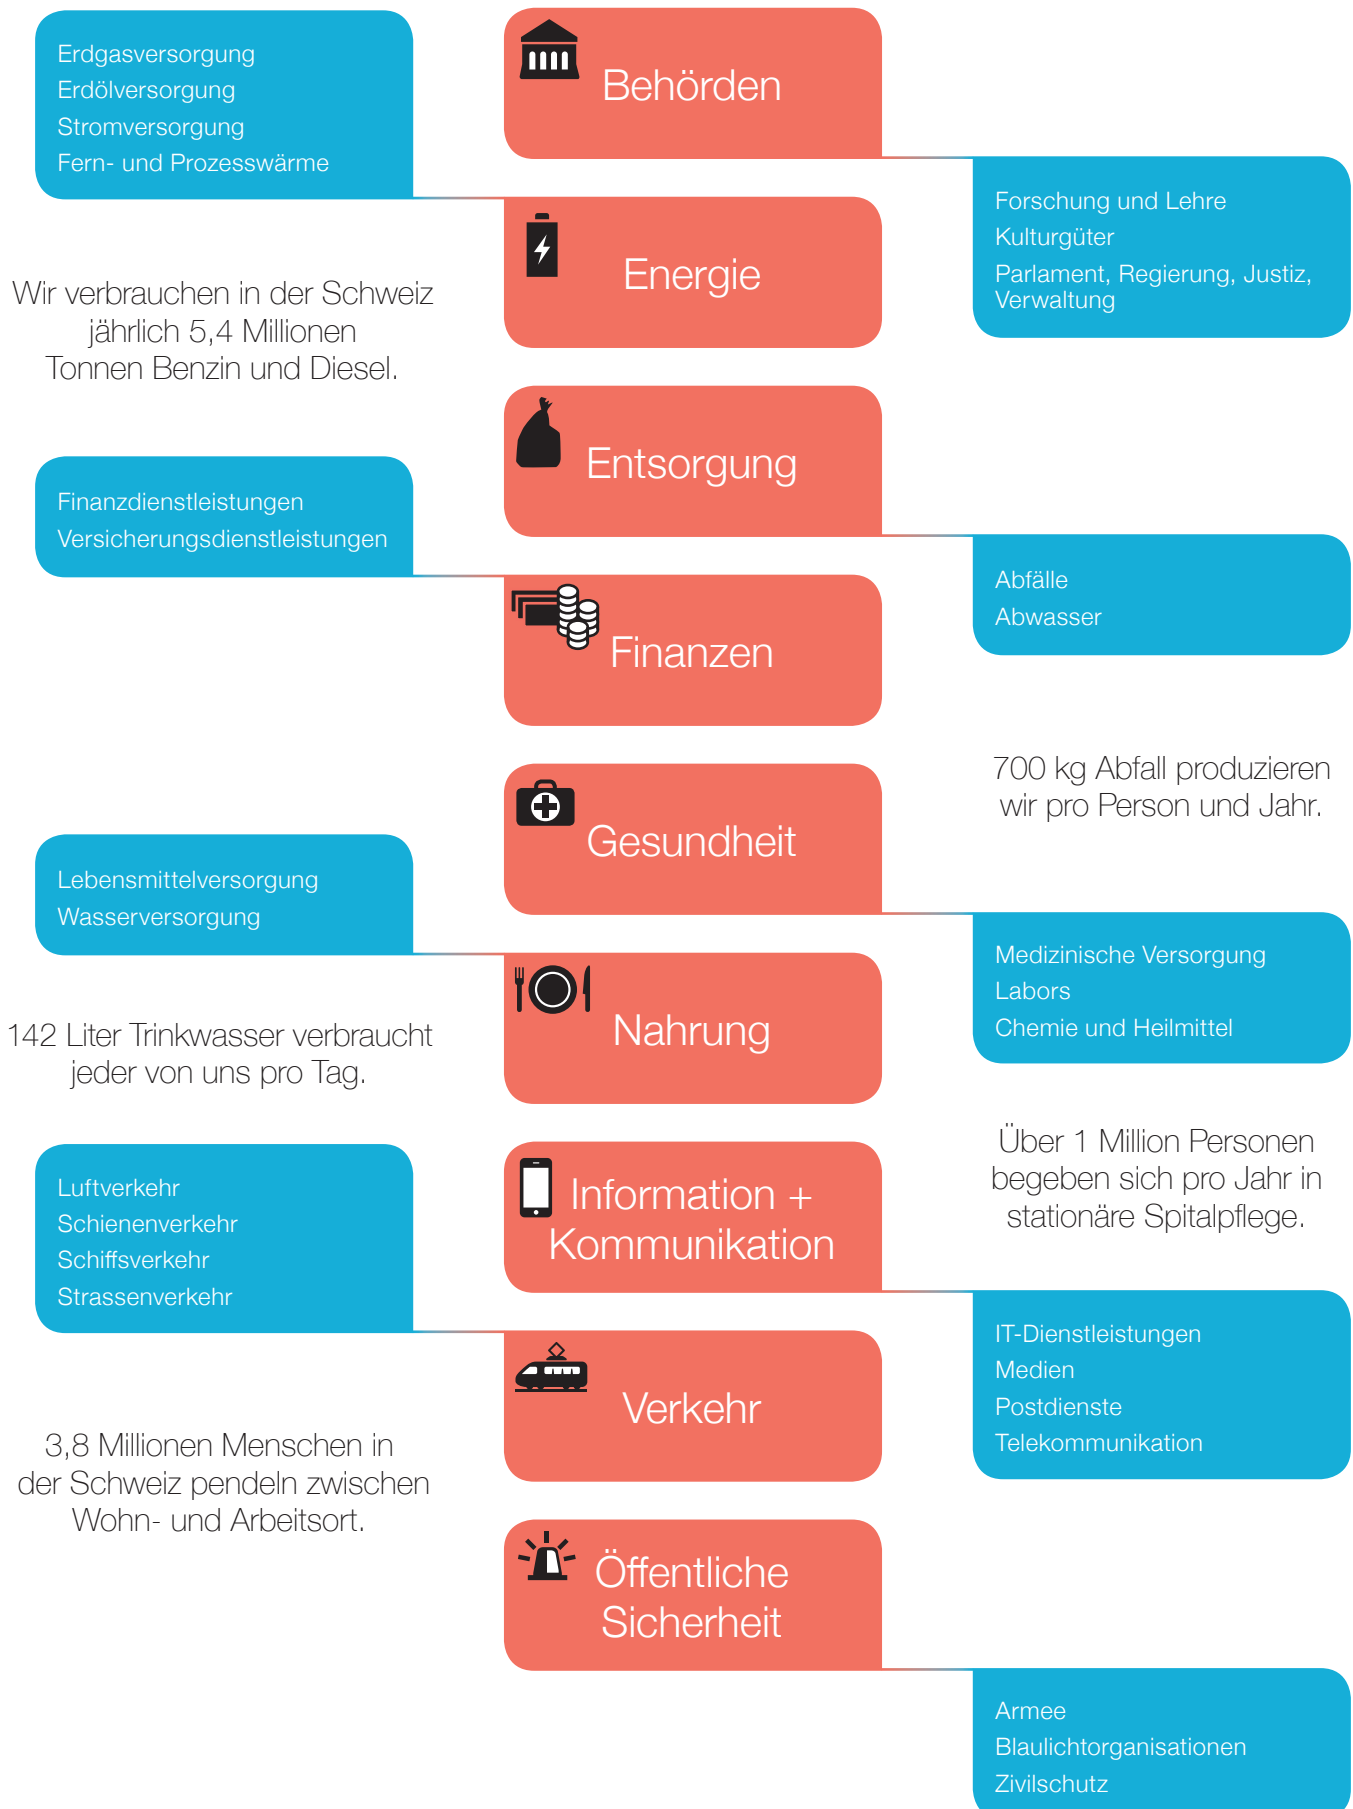 Behörden
Forschung und Lehre
Kulturgüter
Parlament, Regierung, Justiz,
Verwaltung
Erdgasversorgung
Erdölversorgung
Stromversorgung
Fern- und Prozesswärme
Energie
Wir verbrauchen in der Schweiz
jährlich 5,4 Millionen
Tonnen Benzin und Diesel.
Entsorgung
Abfälle
Abwasser
700 kg Abfall produzieren
wir pro Person und Jahr.
Finanzdienstleistungen
Versicherungsdienstleistungen
Finanzen
Gesundheit
Medizinische Versorgung
Labors
Chemie und Heilmittel
Über 1 Million Personen
begeben sich pro Jahr in
stationäre Spitalpflege.
Lebensmittelversorgung
Wasserversorgung
Nahrung
142 Liter Trinkwasser verbraucht
jeder von uns pro Tag.
Information +
Kommunikation
IT-Dienstleistungen
Medien
Postdienste
Telekommunikation
Luftverkehr
Schienenverkehr
Schiffsverkehr
Strassenverkehr
Verkehr
3,8 Millionen Menschen in
der Schweiz pendeln zwischen
Wohn- und Arbeitsort.
Öffentliche
Sicherheit
Armee
Blaulichtorganisationen
Zivilschutz